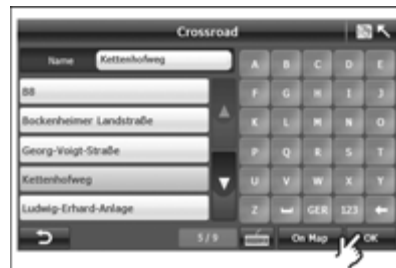 Crossroad
Name Kettenhofweg
A B C D E
B8
F G H I J
Bockenheimer Landstraße
K L M N O
Georg-Voigt-Straße
P Q R S T
Kettenhofweg
U V W X Y
Ludwig-Erhard-Anlage
Z GER 123
5/9 On Map OK